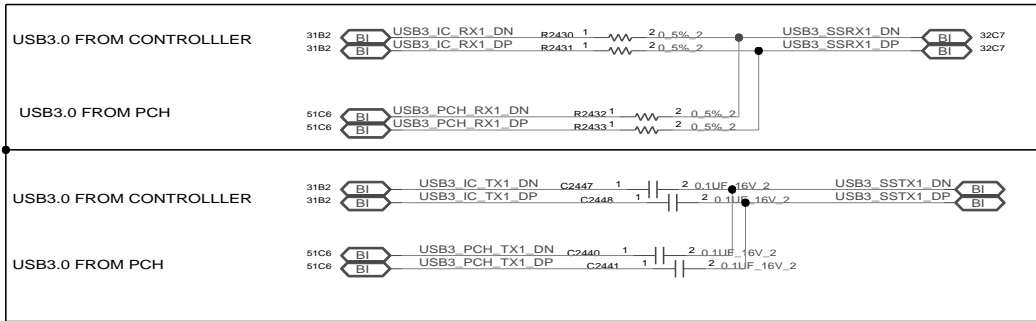 USB3.0 FROM CONTROLLLER
31B2 BI USB3_IC_RX1_DN R2430 1 2 0_5%_2 USB3_SSRX1_DN BI 32C7
31B2 BI USB3_IC_RX1_DP R2431 1 2 0_5%_2 USB3_SSRX1_DP BI 32C7
USB3.0 FROM PCH
51C6 BI USB3_PCH_RX1_DN R2432 1 2 0_5%_2
51C6 BI USB3_PCH_RX1_DP R2433 1 2 0_5%_2
USB3.0 FROM CONTROLLLER
31B2 BI USB3_IC_TX1_DN C2447 1 2 0.1UF_16V_2 USB3_SSTX1_DN BI
31B2 BI USB3_IC_TX1_DP C2448 1 2 0.1UF_16V_2 USB3_SSTX1_DP BI
USB3.0 FROM PCH
51C6 BI USB3_PCH_TX1_DN C2440 1 2 0.1UF_16V_2
51C6 BI USB3_PCH_TX1_DP C2441 1 2 0.1UF_16V_2